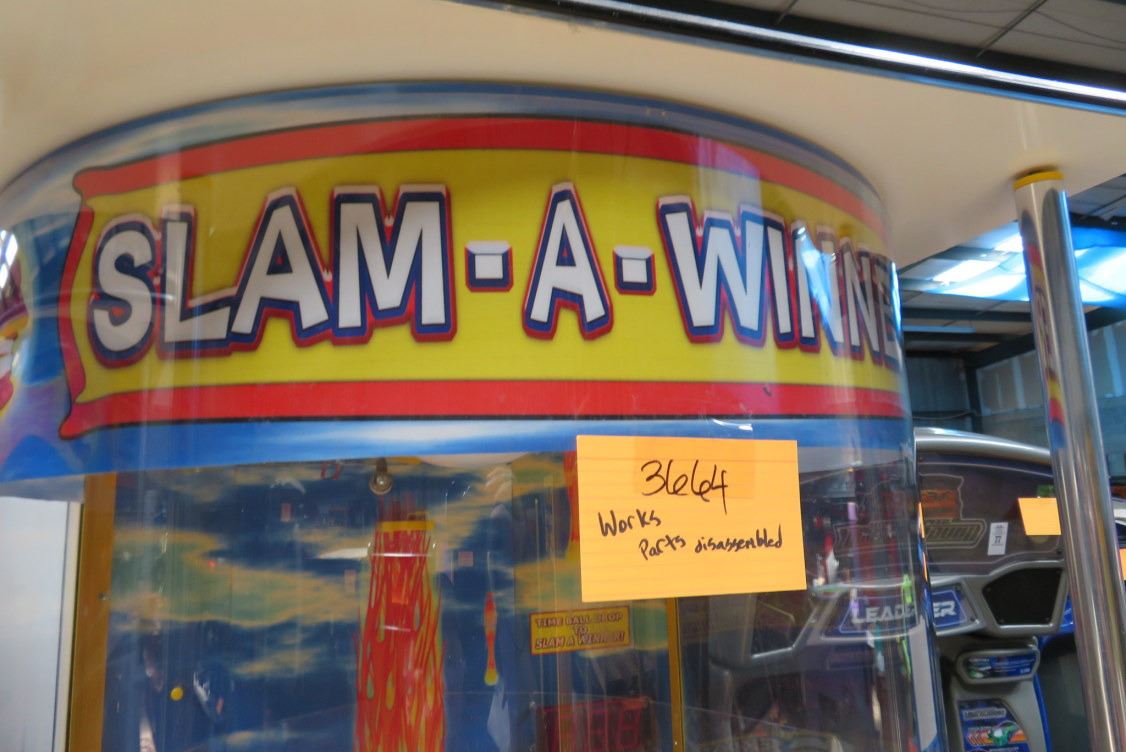 SLAM-A-WINNE
3664
Works
Parts disassembled
TIME BALL DROP
TO
SLAM A WINNER!
LEADER